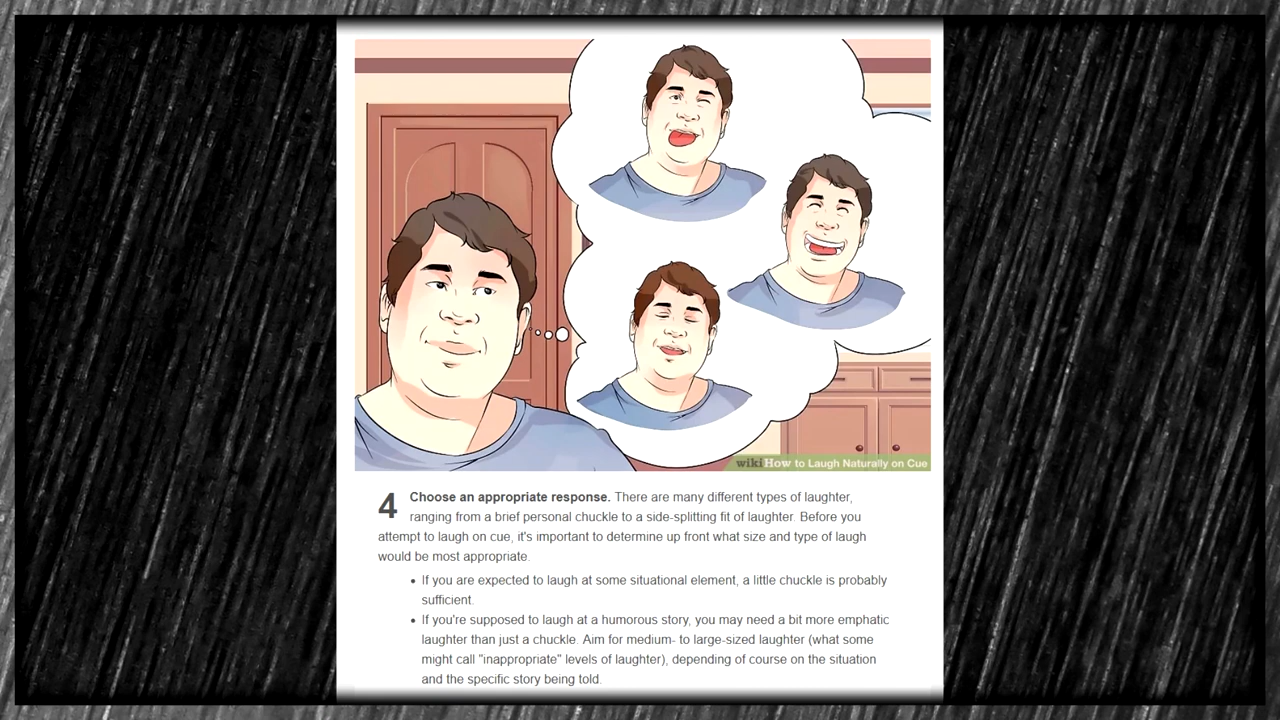 wikiHow to Laugh Naturally on Cue
4 Choose an appropriate response. There are many different types of laughter,
ranging from a brief personal chuckle to a side-splitting fit of laughter. Before you
attempt to laugh on cue, it's important to determine up front what size and type of laugh
would be most appropriate.
• If you are expected to laugh at some situational element, a little chuckle is probably
sufficient.
• If you're supposed to laugh at a humorous story, you may need a bit more emphatic
laughter than just a chuckle. Aim for medium- to large-sized laughter (what some
might call "inappropriate" levels of laughter), depending of course on the situation
and the specific story being told.